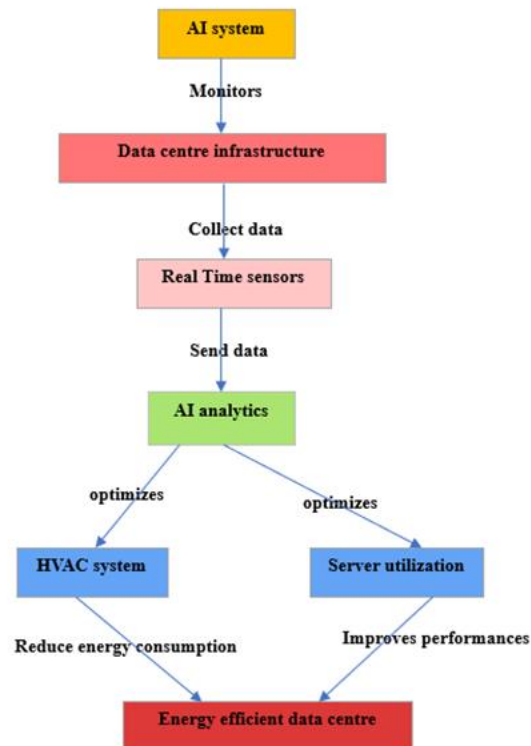 AI system
Monitors
Data centre infrastructure
Collect data
Real Time sensors
Send data
AI analytics
optimizes
optimizes
HVAC system
Server utilization
Reduce energy consumption
Improves performances
Energy efficient data centre